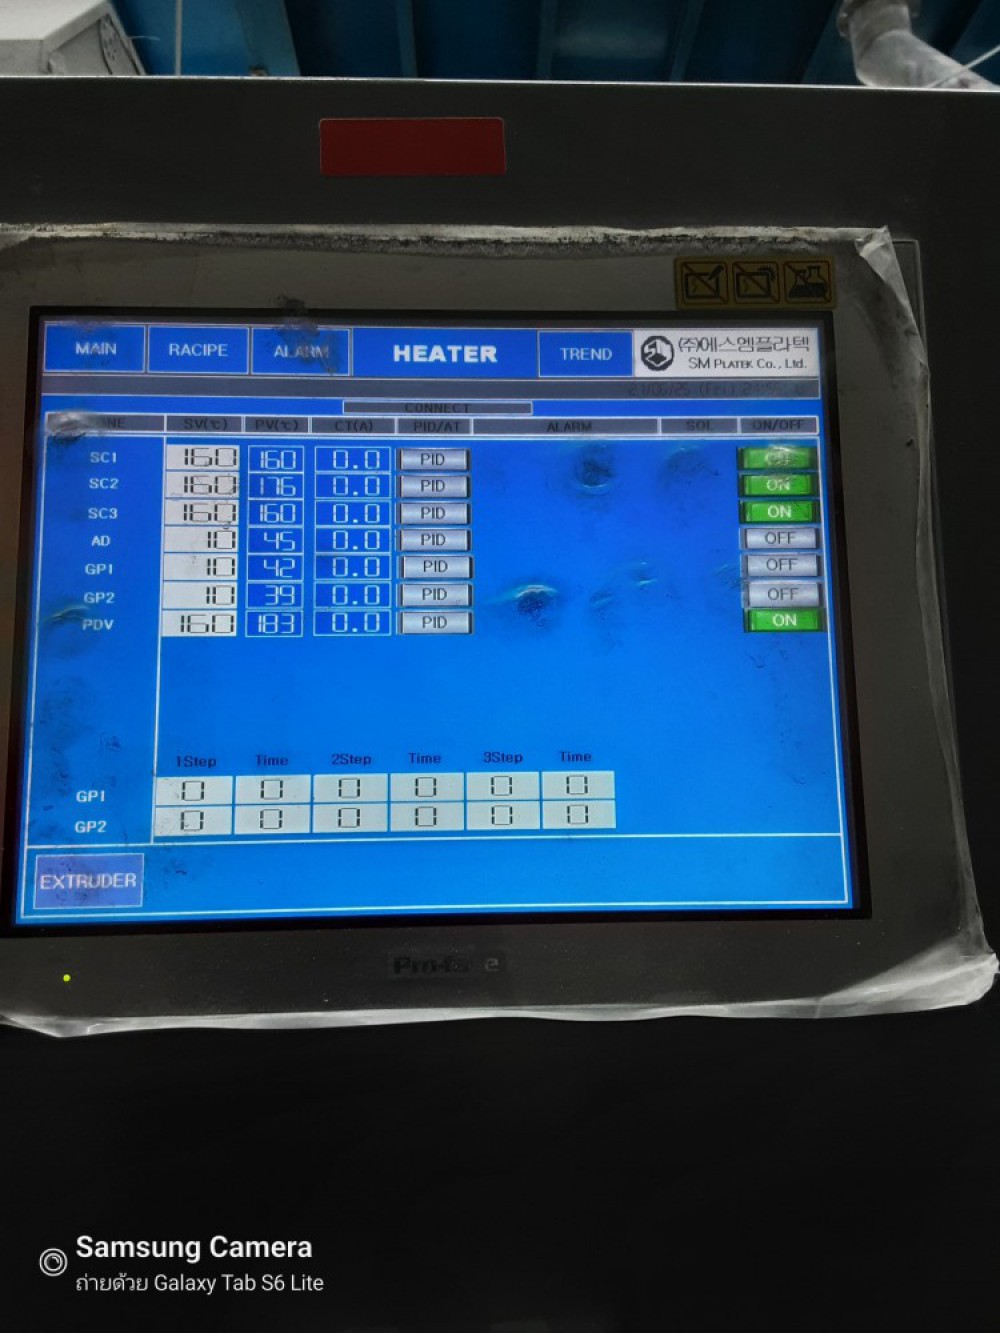 MAIN RACIPE ALARM HEATER TREND (주)에스엠플라텍
SM PLATEK Co., Ltd.
CONNECT
SV(℃) PV(℃) CT(A) PID/AT ALARM SOL ON/OFF
SC1 160 160 0.0 PID ON
SC2 160 176 0.0 PID ON
SC3 160 160 0.0 PID ON
AD 10 45 0.0 PID OFF
GP1 10 42 0.0 PID OFF
GP2 10 39 0.0 PID OFF
PDV 160 183 0.0 PID ON
1Step Time 2Step Time 3Step Time
GP1 0 0 0 0 0 0
GP2 0 0 0 0 0 0
EXTRUDER
Pro-face
Samsung Camera
ถ่ายด้วย Galaxy Tab S6 Lite